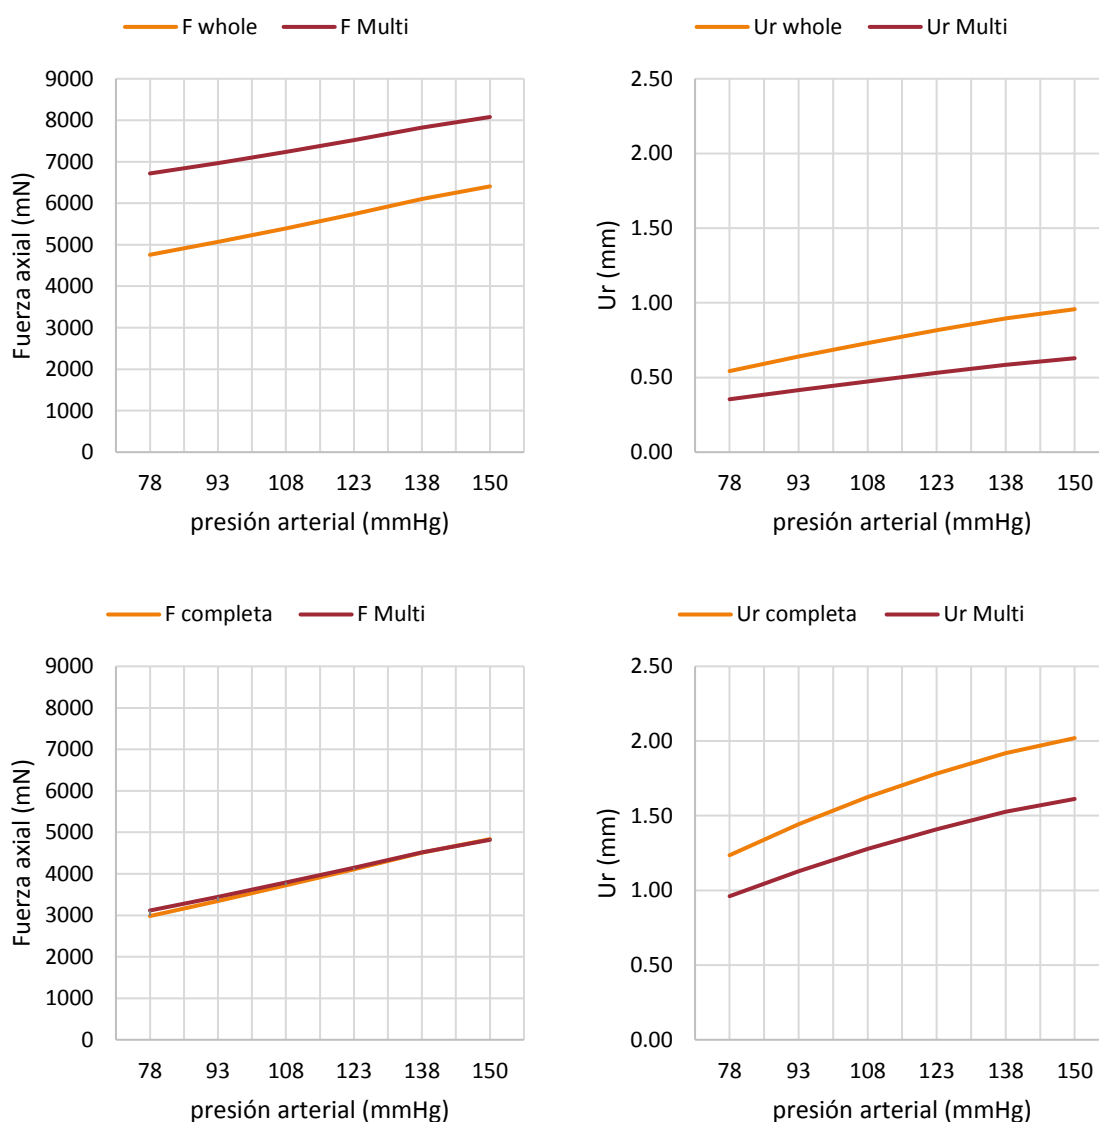 F whole F Multi
9000
8000
7000
6000
5000
4000
3000
2000
1000
0
Fuerza axial (mN)
78 93 108 123 138 150
presión arterial (mmHg)
Ur whole Ur Multi
2.50
2.00
1.50
1.00
0.50
0.00
Ur (mm)
78 93 108 123 138 150
presión arterial (mmHg)
F completa F Multi
9000
8000
7000
6000
5000
4000
3000
2000
1000
0
Fuerza axial (mN)
78 93 108 123 138 150
presión arterial (mmHg)
Ur completa Ur Multi
2.50
2.00
1.50
1.00
0.50
0.00
Ur (mm)
78 93 108 123 138 150
presión arterial (mmHg)